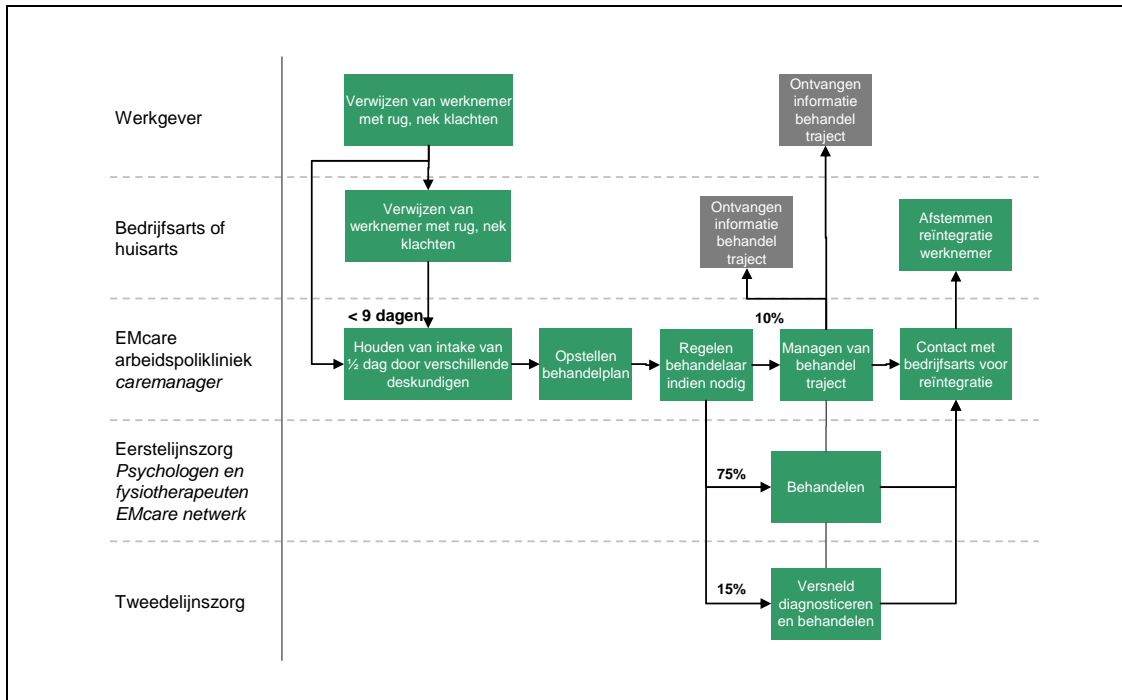 Werkgever
Verwijzen van werknemer
met rug, nek klachten
Ontvangen
informatie
behandel
traject
Bedrijfsarts of
huisarts
Verwijzen van
werknemer met rug, nek
klachten
Ontvangen
informatie
behandel
traject
Afstemmen
reïntegratie
werknemer
EMcare
arbeidspolikliniek
caremanager
< 9 dagen
Houden van intake van
½ dag door verschillende
deskundigen
Opstellen
behandelplan
Regelen
behandelaar
indien nodig
10%
Managen van
behandel
traject
Contact met
bedrijfsarts voor
reïntegratie
Eerstelijnszorg
Psychologen en
fysiotherapeuten
EMcare netwerk
75%
Behandelen
Tweedelijnszorg
15%
Versneld
diagnosticeren
en behandelen